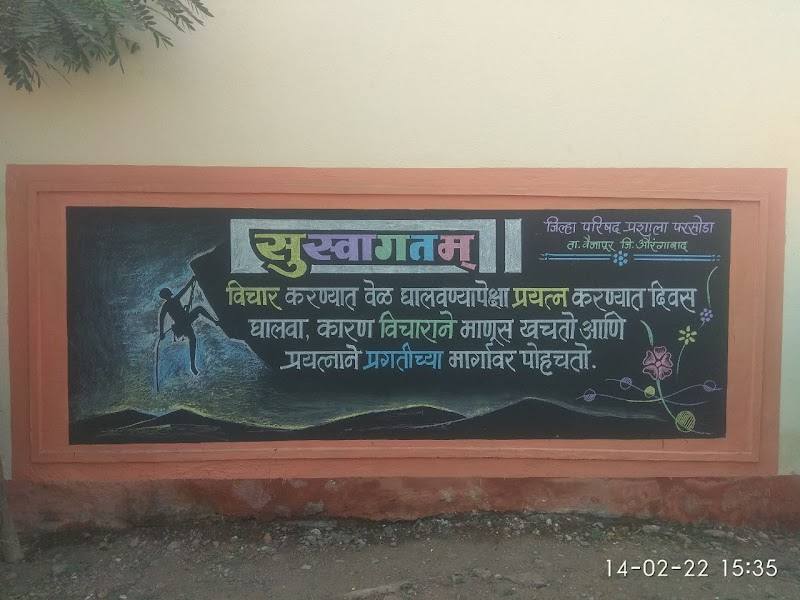 सुस्वागतम्
जिल्हा परिषद प्रशाला परसोडा
ता. वैजापूर जि. औरंगाबाद
विचार करण्यात वेळ घालवण्यापेक्षा प्रयत्न करण्यात दिवस
घालवा, कारण विचाराने माणूस खचतो आणि
प्रयत्नाने प्रगतीच्या मार्गावर पोहचतो.
14-02-22 15:35